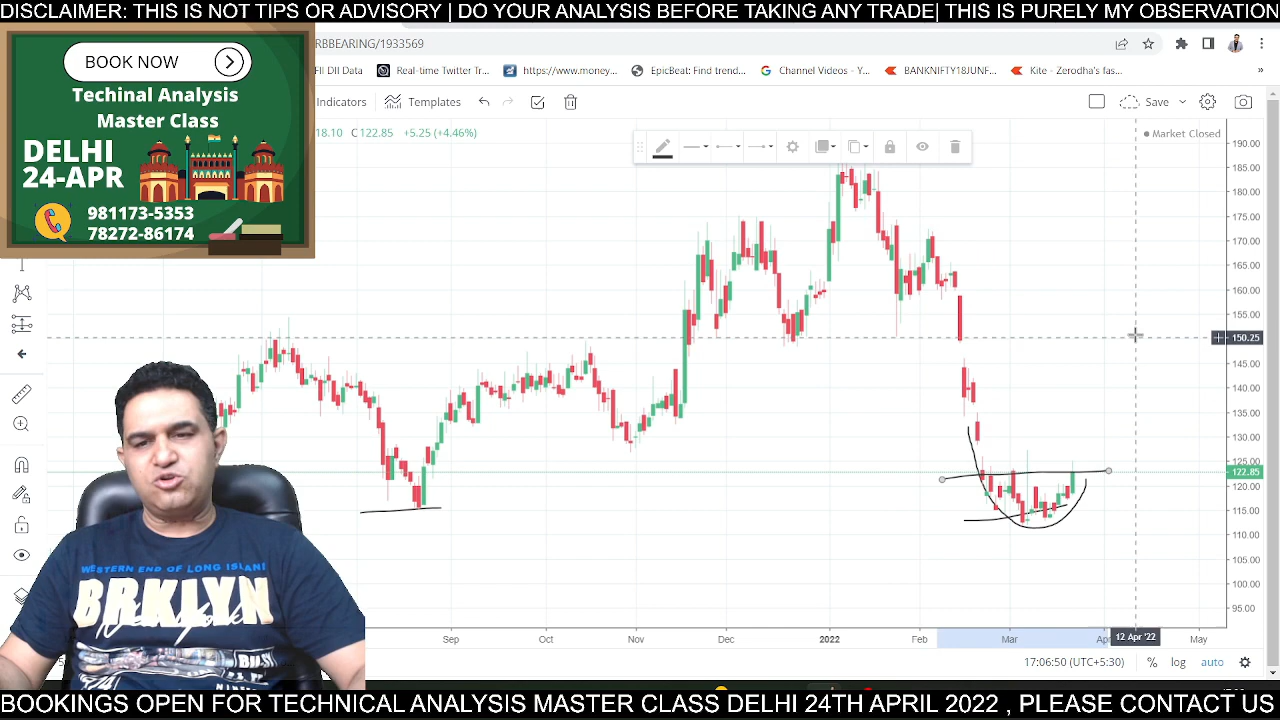 DISCLAIMER: THIS IS NOT TIPS OR ADVISORY | DO YOUR ANALYSIS BEFORE TAKING ANY TRADE| THIS IS PURELY MY OBSERVATION
BOOK NOW
Techinal Analysis
Master Class
DELHI
24-APR
981173-5353
78272-86174
RBBEARING/1933569
FII DII Data
Real-time Twitter Tr...
https://www.money...
EpicBeat: Find trend...
Channel Videos - Y...
BANKNIFTY18JUNF...
Kite - Zerodha's fas...
»
Indicators
Templates
Save
18.10 C122.85 +5.25 (+4.46%)
Market Closed
190.00
185.00
180.00
175.00
170.00
165.00
160.00
155.00
150.25
145.00
140.00
135.00
130.00
125.00
122.85
120.00
115.00
110.00
105.00
100.00
95.00
Sep
Oct
Nov
Dec
2022
Feb
Mar
Apr
12 Apr '22
May
17:06:50 (UTC+5:30)
%
log
auto
WESTERN END OF LONG ISLAND
BRKLYN
BOOKINGS OPEN FOR TECHNICAL ANALYSIS MASTER CLASS DELHI 24TH APRIL 2022 , PLEASE CONTACT US